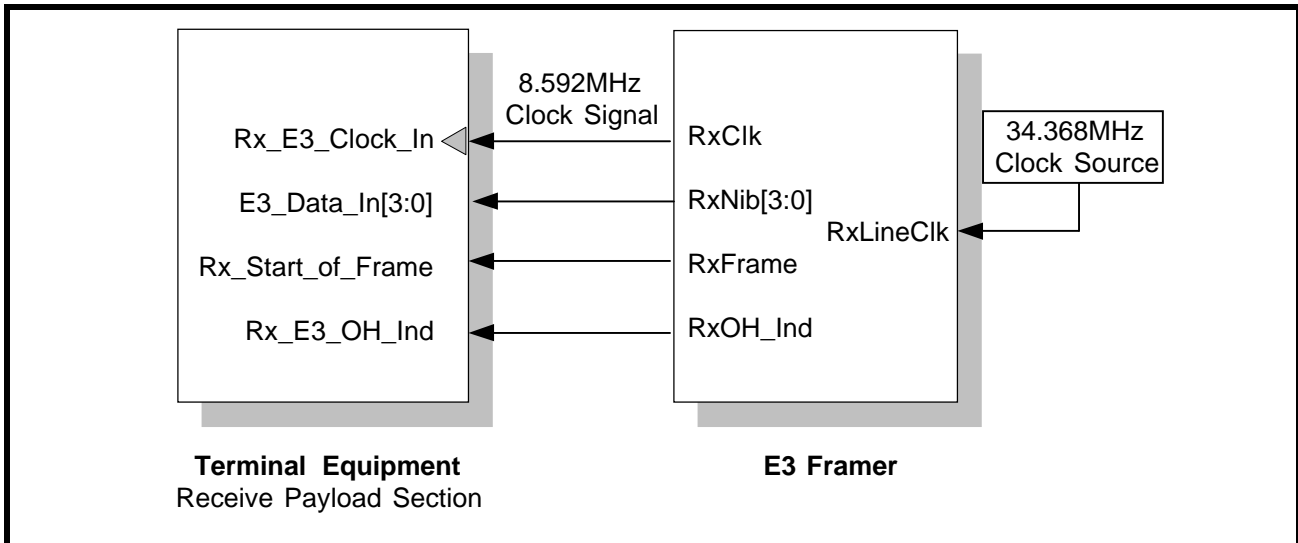 8.592MHz
Clock Signal
Rx_E3_Clock_In
E3_Data_In[3:0]
Rx_Start_of_Frame
Rx_E3_OH_Ind
RxClk
RxNib[3:0]
RxLineClk
RxFrame
RxOH_Ind
34.368MHz
Clock Source
Terminal Equipment
Receive Payload Section
E3 Framer